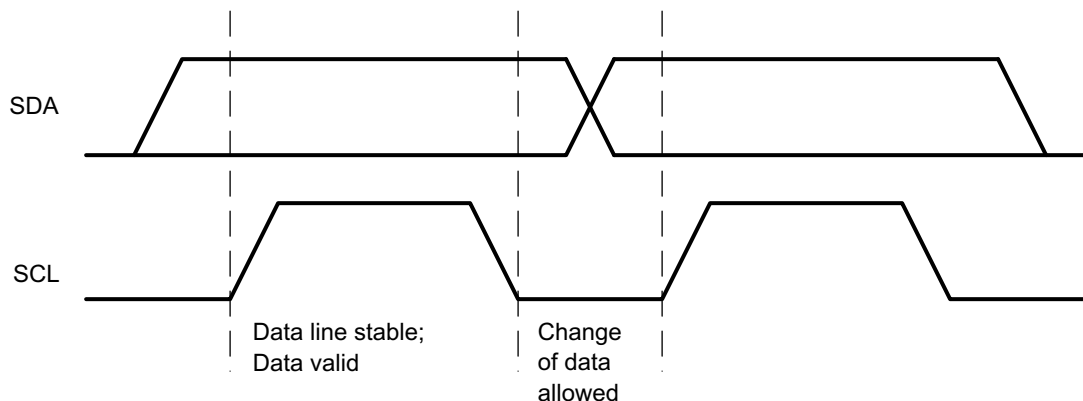 SDA
SCL
Data line stable;
Data valid
Change
of data
allowed